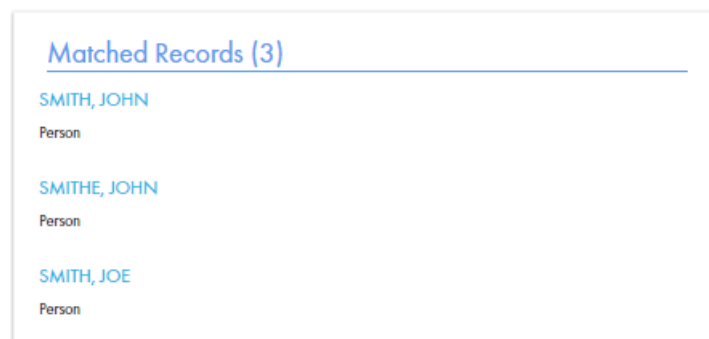 Matched Records (3)
SMITH, JOHN
Person
SMITHE, JOHN
Person
SMITH, JOE
Person